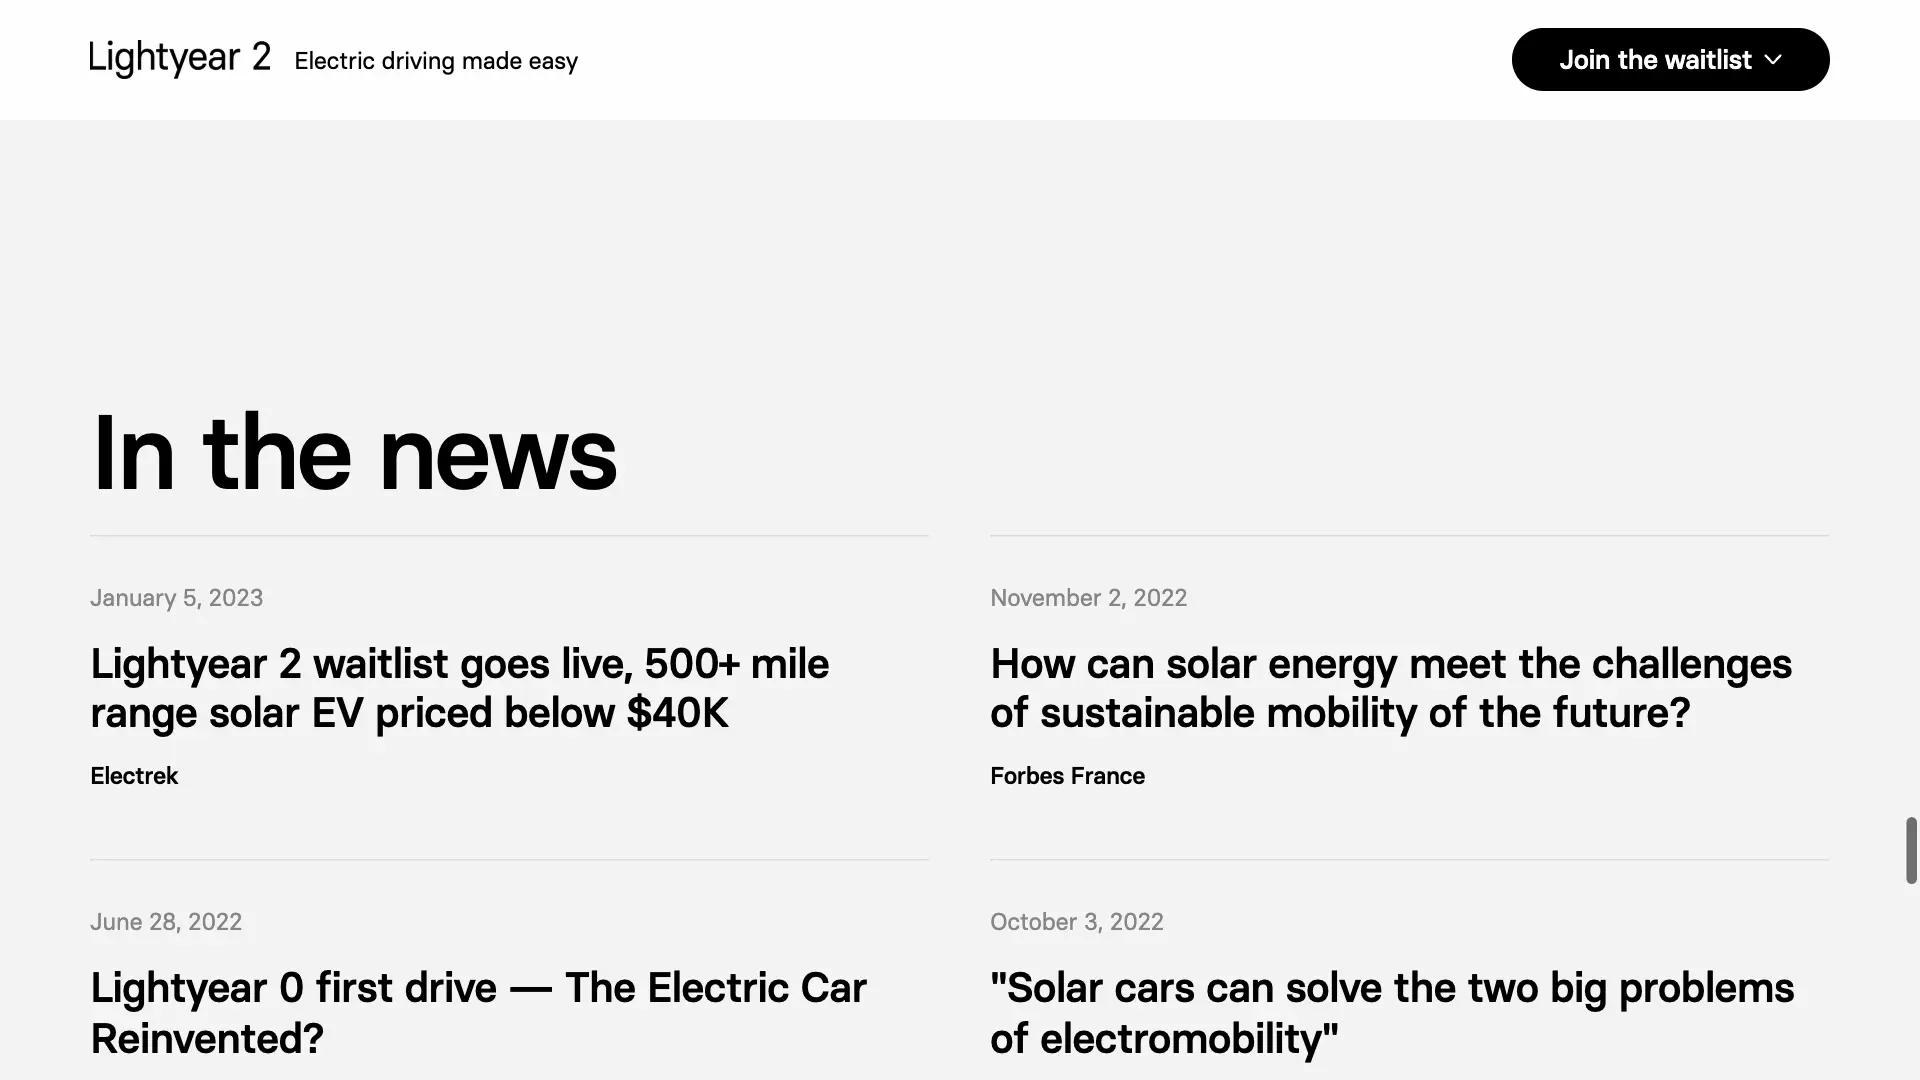 Lightyear 2
Electric driving made easy
Join the waitlist
In the news
January 5, 2023
Lightyear 2 waitlist goes live, 500+ mile
range solar EV priced below $40K
Electrek
November 2, 2022
How can solar energy meet the challenges
of sustainable mobility of the future?
Forbes France
June 28, 2022
Lightyear 0 first drive — The Electric Car
Reinvented?
October 3, 2022
"Solar cars can solve the two big problems
of electromobility"